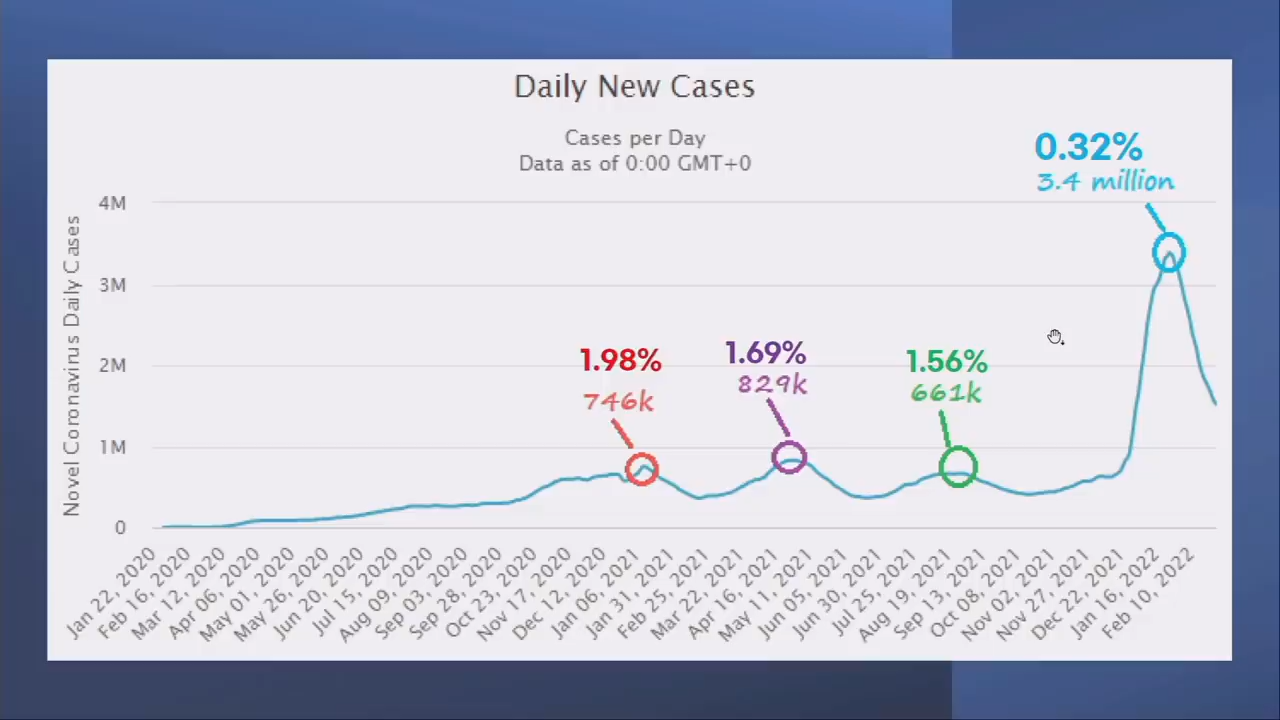 Daily New Cases
Cases per Day
Data as of 0:00 GMT+0
0.32%
3.4 million
1.98%
746k
1.69%
829k
1.56%
661k
Novel Coronavirus Daily Cases
4M
3M
2M
1M
0
Jan 22, 2020
Feb 16, 2020
Mar 12, 2020
Apr 06, 2020
May 01, 2020
May 26, 2020
Jun 20, 2020
Jul 15, 2020
Aug 09, 2020
Sep 03, 2020
Sep 28, 2020
Oct 23, 2020
Nov 17, 2020
Dec 12, 2020
Jan 06, 2021
Jan 31, 2021
Feb 25, 2021
Mar 22, 2021
Apr 16, 2021
May 11, 2021
Jun 05, 2021
Jun 30, 2021
Jul 25, 2021
Aug 19, 2021
Sep 13, 2021
Oct 08, 2021
Nov 02, 2021
Nov 27, 2021
Dec 22, 2021
Jan 16, 2022
Feb 10, 2022